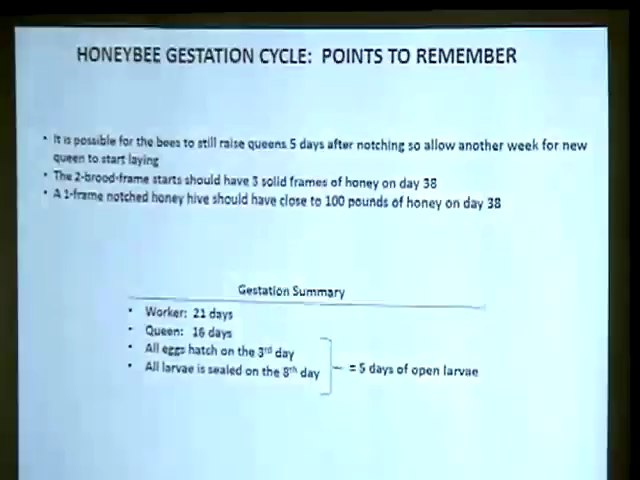 HONEYBEE GESTATION CYCLE: POINTS TO REMEMBER
• It is possible for the bees to still raise queens 5 days after notching so allow another week for new
queen to start laying
• The 2-brood-frame starts should have 3 solid frames of honey on day 38
• A 1-frame notched honey hive should have close to 100 pounds of honey on day 38
Gestation Summary
• Worker: 21 days
• Queen: 16 days
• All eggs hatch on the 3rd day
• All larvae is sealed on the 8th day
= 5 days of open larvae